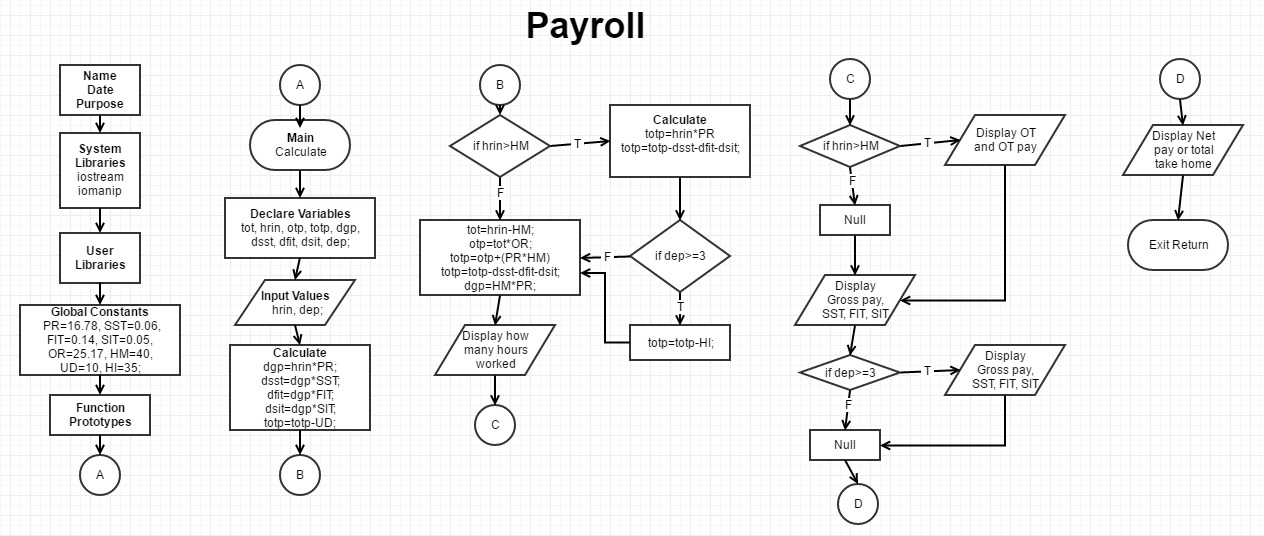 Payroll
Name
Date
Purpose
System
Libraries
iostream
iomanip
User
Libraries
Global Constants
PR=16.78, SST=0.06,
FIT=0.14, SIT=0.05,
OR=25.17, HM=40,
UD=10, HI=35;
Function
Prototypes
A
A
Main
Calculate
Declare Variables
tot, hrin, otp, totp, dgp,
dsst, dfit, dsit, dep;
Input Values
hrin, dep;
Calculate
dgp=hrin*PR;
dsst=dgp*SST;
dfit=dgp*FIT;
dsit=dgp*SIT;
totp=totp-UD;
B
B
if hrin>HM
T
F
Calculate
totp=hrin*PR
totp=totp-dsst-dfit-dsit;
if dep>=3
F
T
totp=totp-HI;
tot=hrin-HM;
otp=tot*OR;
totp=otp+(PR*HM)
totp=totp-dsst-dfit-dsit;
dgp=HM*PR;
Display how
many hours
worked
C
C
if hrin>HM
T
F
Display OT
and OT pay
Null
Display
Gross pay,
SST, FIT, SIT
if dep>=3
T
F
Display
Gross pay,
SST, FIT, SIT
Null
D
D
Display Net
pay or total
take home
Exit Return